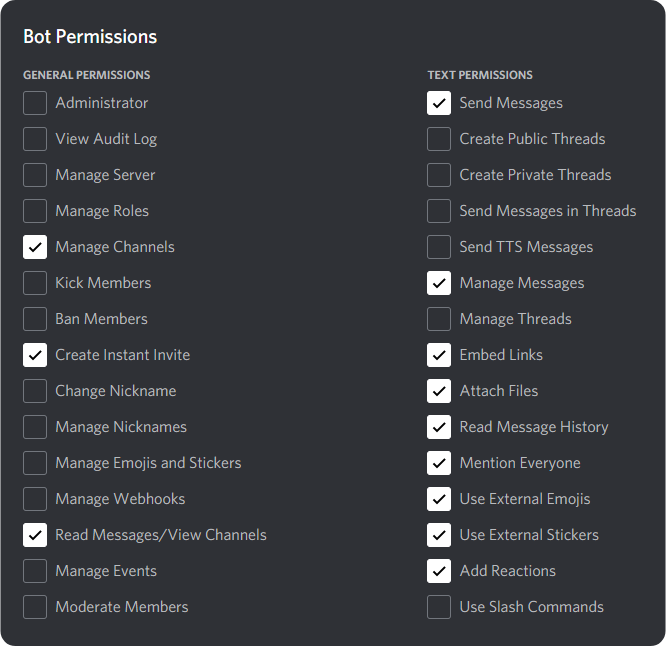 Bot Permissions
GENERAL PERMISSIONS
Administrator
View Audit Log
Manage Server
Manage Roles
Manage Channels
Kick Members
Ban Members
Create Instant Invite
Change Nickname
Manage Nicknames
Manage Emojis and Stickers
Manage Webhooks
Read Messages/View Channels
Manage Events
Moderate Members
TEXT PERMISSIONS
Send Messages
Create Public Threads
Create Private Threads
Send Messages in Threads
Send TTS Messages
Manage Messages
Manage Threads
Embed Links
Attach Files
Read Message History
Mention Everyone
Use External Emojis
Use External Stickers
Add Reactions
Use Slash Commands